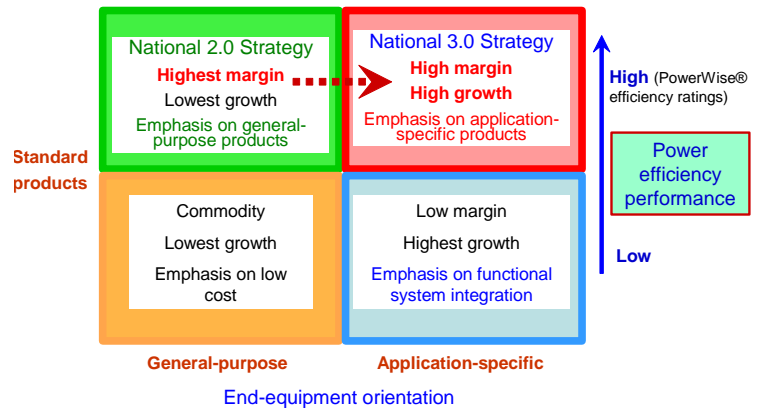 National 2.0 Strategy
Highest margin
Lowest growth
Emphasis on general-
purpose products
National 3.0 Strategy
High margin
High growth
Emphasis on application-
specific products
High (PowerWise®
efficiency ratings)
Standard
products
Power
efficiency
performance
Commodity
Lowest growth
Emphasis on low
cost
Low margin
Highest growth
Emphasis on functional
system integration
Low
General-purpose
Application-specific
End-equipment orientation